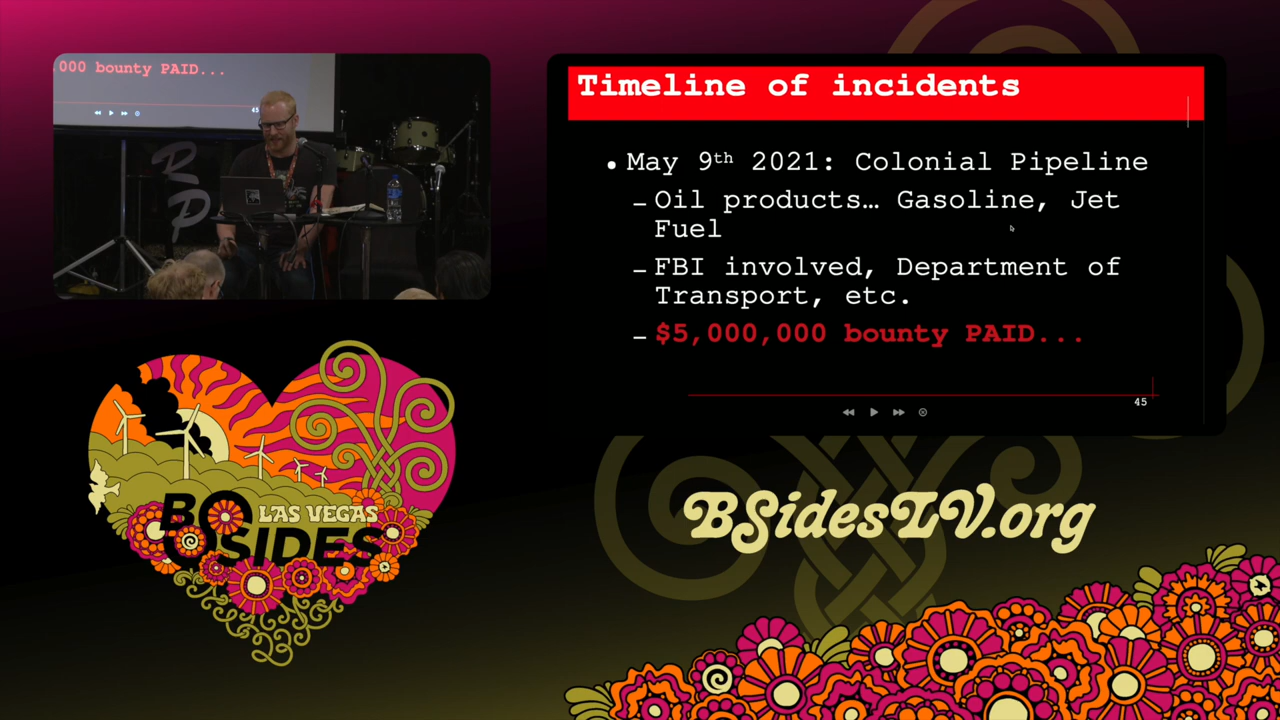 000 bounty PAID...
45
R
P
Timeline of incidents
• May 9th 2021: Colonial Pipeline
– Oil products… Gasoline, Jet
Fuel
– FBI involved, Department of
Transport, etc.
– $5,000,000 bounty PAID...
45
BSIDES
LAS VEGAS
BSidesLV.org